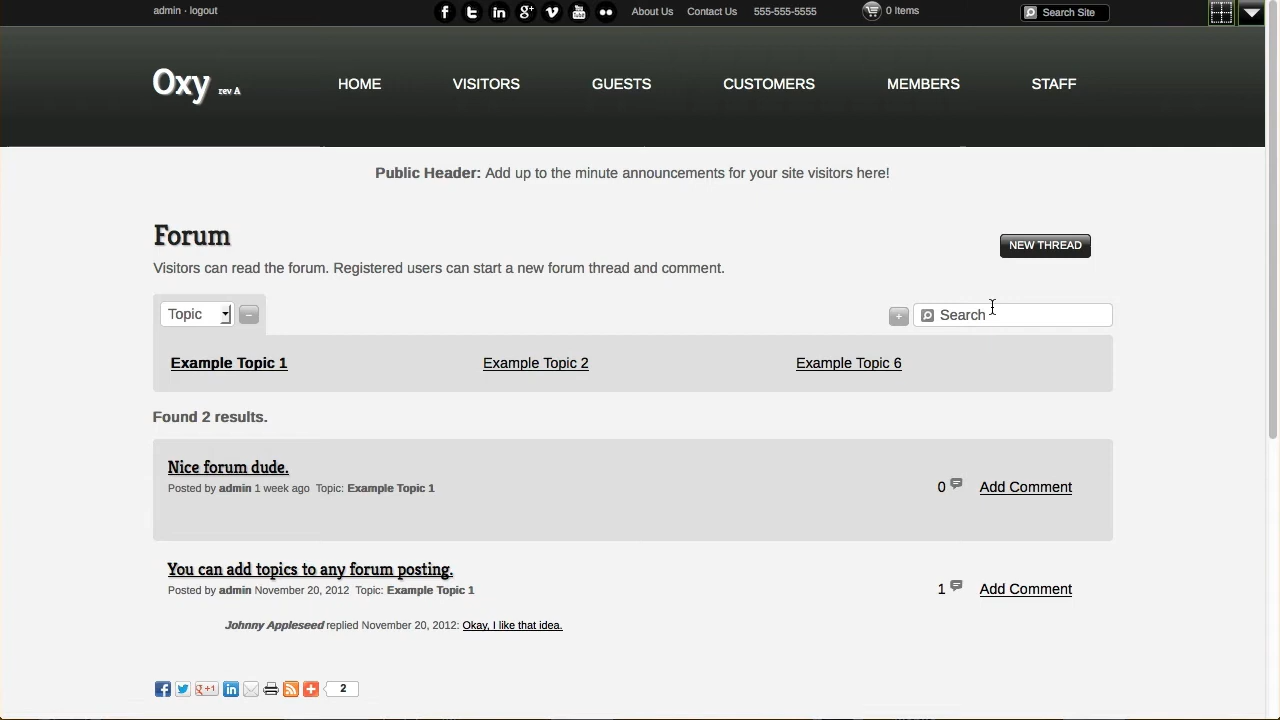 admin · logout
About Us Contact Us 555-555-5555 0 Items Search Site
Oxy rev A
HOME VISITORS GUESTS CUSTOMERS MEMBERS STAFF
Public Header: Add up to the minute announcements for your site visitors here!
Forum
NEW THREAD
Visitors can read the forum. Registered users can start a new forum thread and comment.
Topic − + Search
Example Topic 1 Example Topic 2 Example Topic 6
Found 2 results.
Nice forum dude.
Posted by admin 1 week ago Topic: Example Topic 1
0 Add Comment
You can add topics to any forum posting.
Posted by admin November 20, 2012 Topic: Example Topic 1
1 Add Comment
Johnny Appleseed replied November 20, 2012: Okay, I like that idea.
+1 in + 2